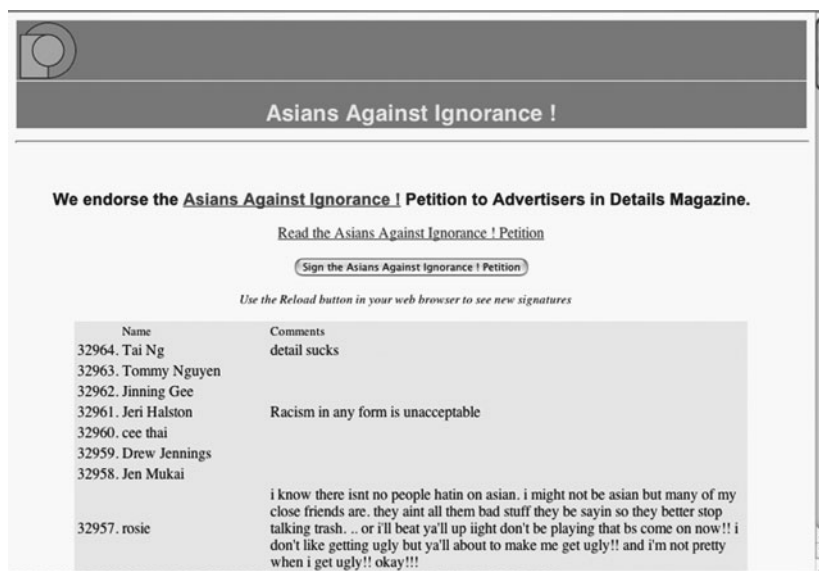 Asians Against Ignorance !
We endorse the Asians Against Ignorance ! Petition to Advertisers in Details Magazine.
Read the Asians Against Ignorance ! Petition
Sign the Asians Against Ignorance ! Petition
Use the Reload button in your web browser to see new signatures
Name Comments
32964. Tai Ng detail sucks
32963. Tommy Nguyen
32962. Jinning Gee
32961. Jeri Halston Racism in any form is unacceptable
32960. cee thai
32959. Drew Jennings
32958. Jen Mukai
32957. rosie
i know there isnt no people hatin on asian. i might not be asian but many of my
close friends are. they aint all them bad stuff they be sayin so they better stop
talking trash. .. or i'll beat ya'll up iight don't be playing that bs come on now!! i
don't like getting ugly but ya'll about to make me get ugly!! and i'm not pretty
when i get ugly!! okay!!!